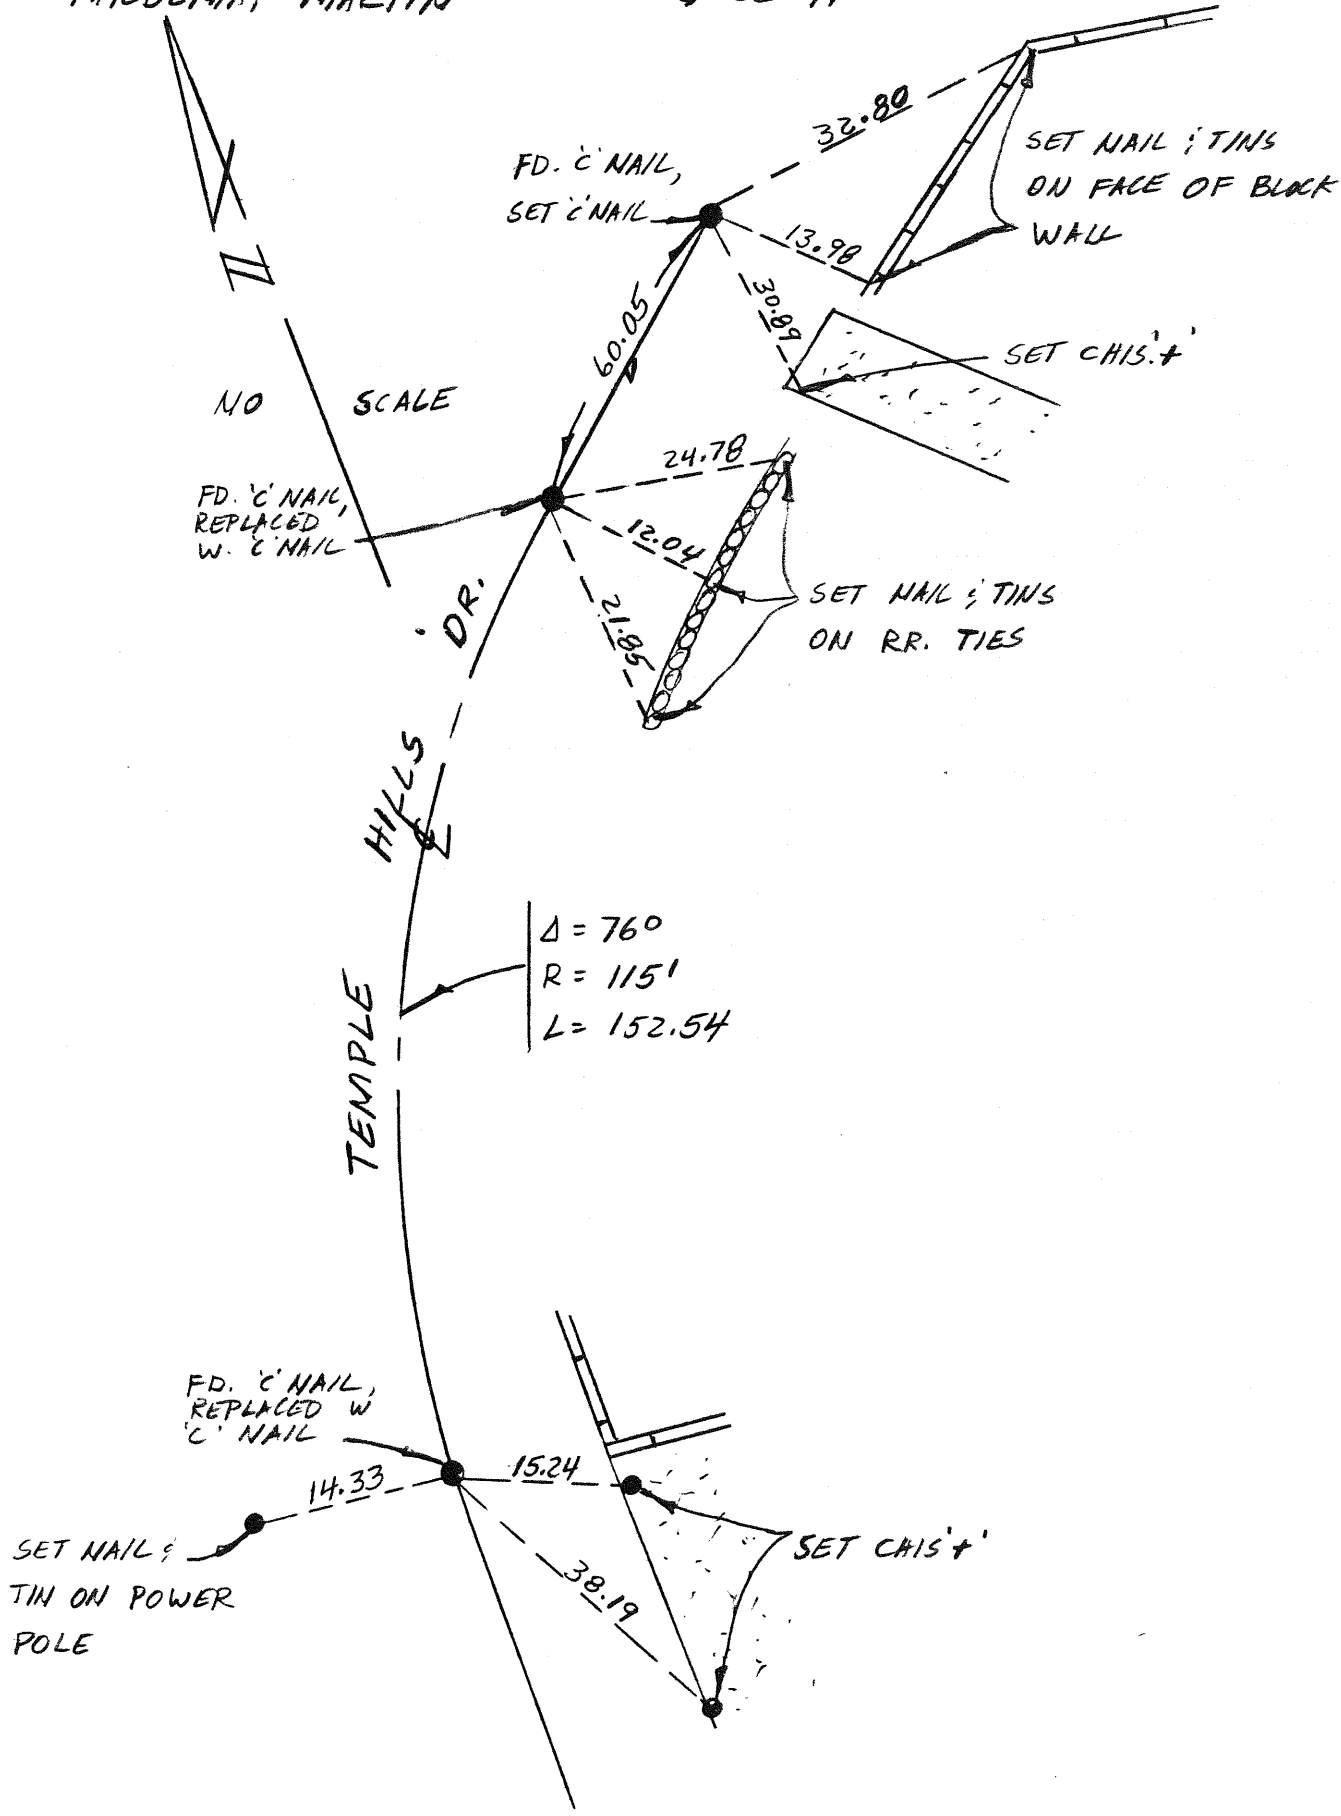 32.80
FD. 'C' NAIL,
SET 'C' NAIL
SET NAIL & TINS
ON FACE OF BLOCK
WALL
13.98
30.89
60.05
SET CHIS. '+'
N
NO SCALE
24.78
FD. 'C' NAIL,
REPLACED
W. 'C' NAIL
12.04
21.85
SET NAIL & TINS
ON RR. TIES
TEMPLE HILLS DR.
℄
Δ = 76°
R = 115'
L = 152.54
FD. 'C' NAIL,
REPLACED W
'C' NAIL
14.33
15.24
SET NAIL &
TIN ON POWER
POLE
SET CHIS '+'
38.19